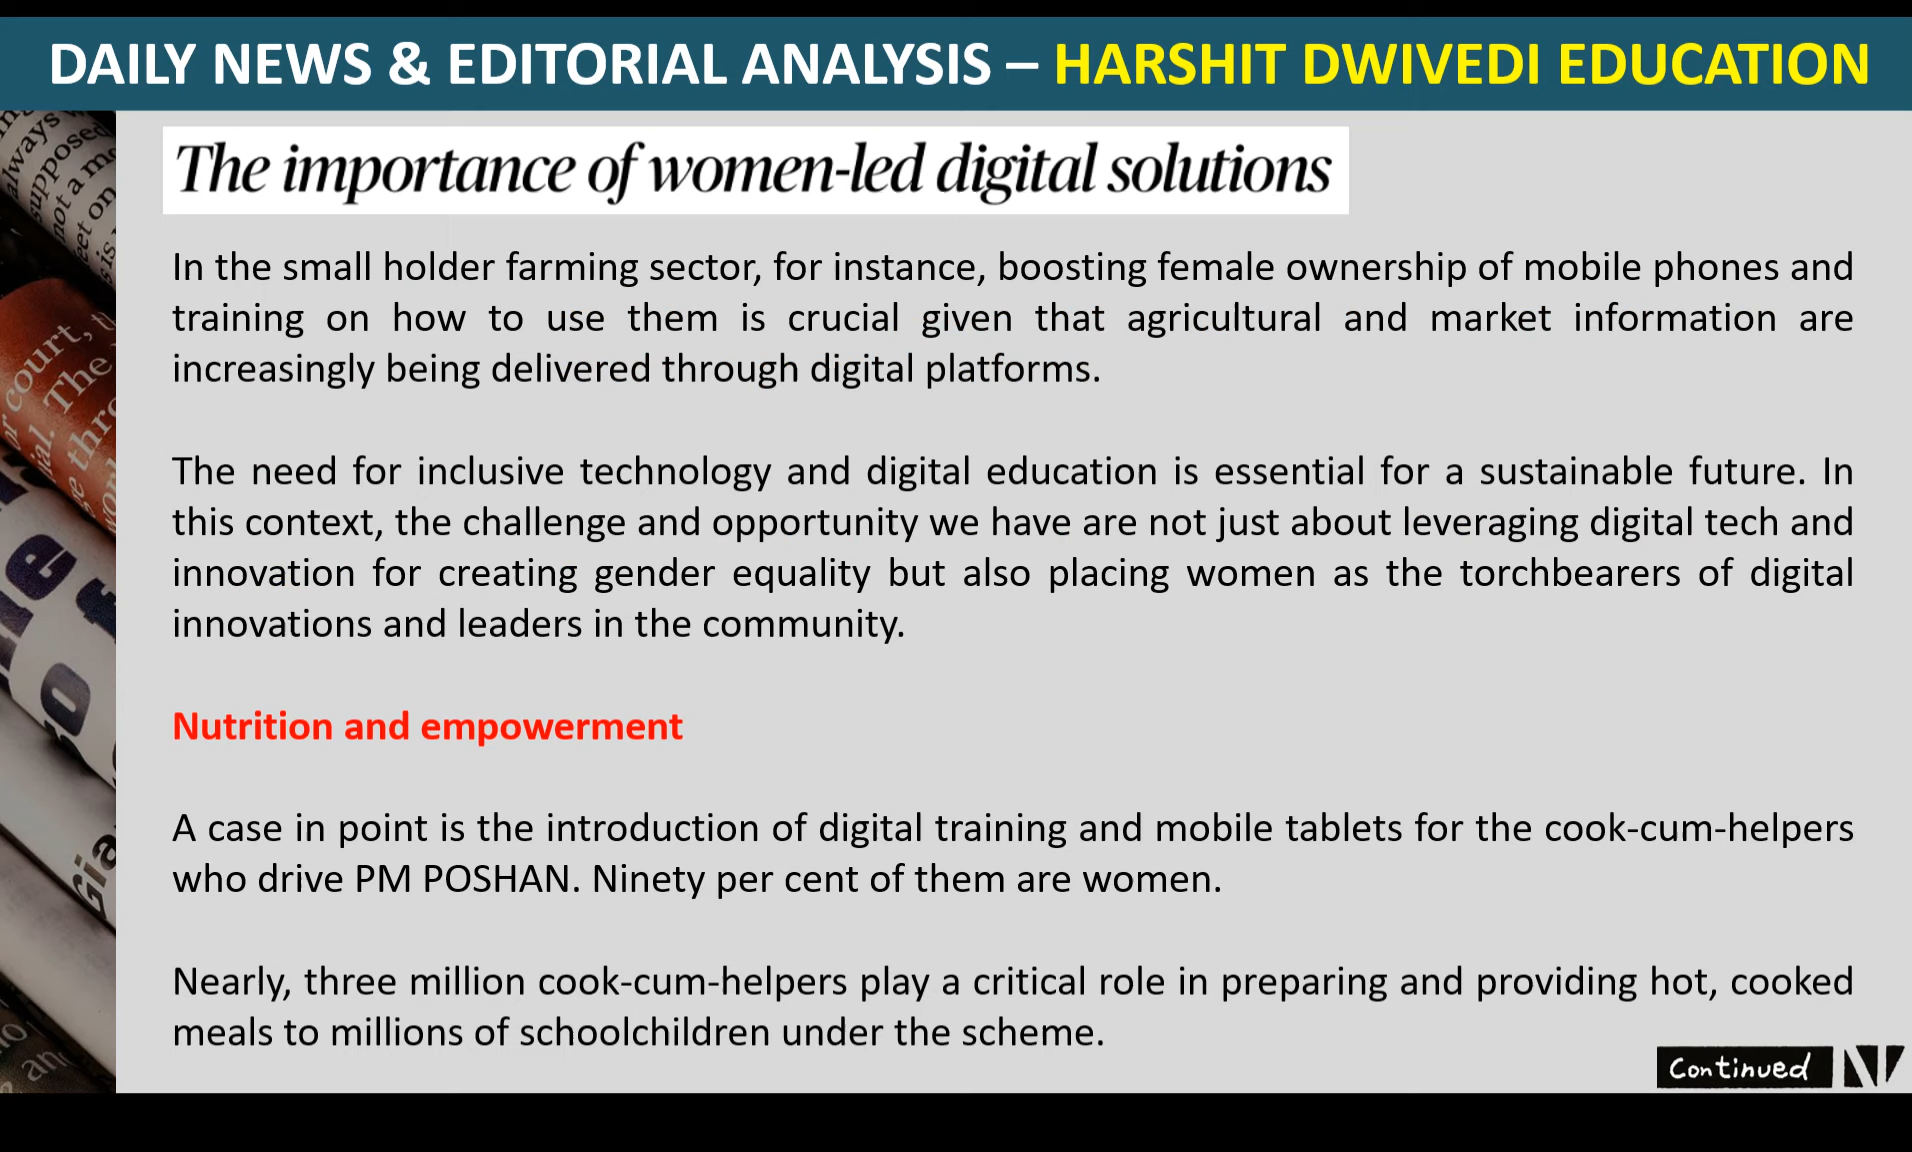 DAILY NEWS & EDITORIAL ANALYSIS – HARSHIT DWIVEDI EDUCATION
The importance of women-led digital solutions
In the small holder farming sector, for instance, boosting female ownership of mobile phones and
training on how to use them is crucial given that agricultural and market information are
increasingly being delivered through digital platforms.
The need for inclusive technology and digital education is essential for a sustainable future. In
this context, the challenge and opportunity we have are not just about leveraging digital tech and
innovation for creating gender equality but also placing women as the torchbearers of digital
innovations and leaders in the community.
Nutrition and empowerment
A case in point is the introduction of digital training and mobile tablets for the cook-cum-helpers
who drive PM POSHAN. Ninety per cent of them are women.
Nearly, three million cook-cum-helpers play a critical role in preparing and providing hot, cooked
meals to millions of schoolchildren under the scheme.
Continued
always
supposed
not a
court,
The